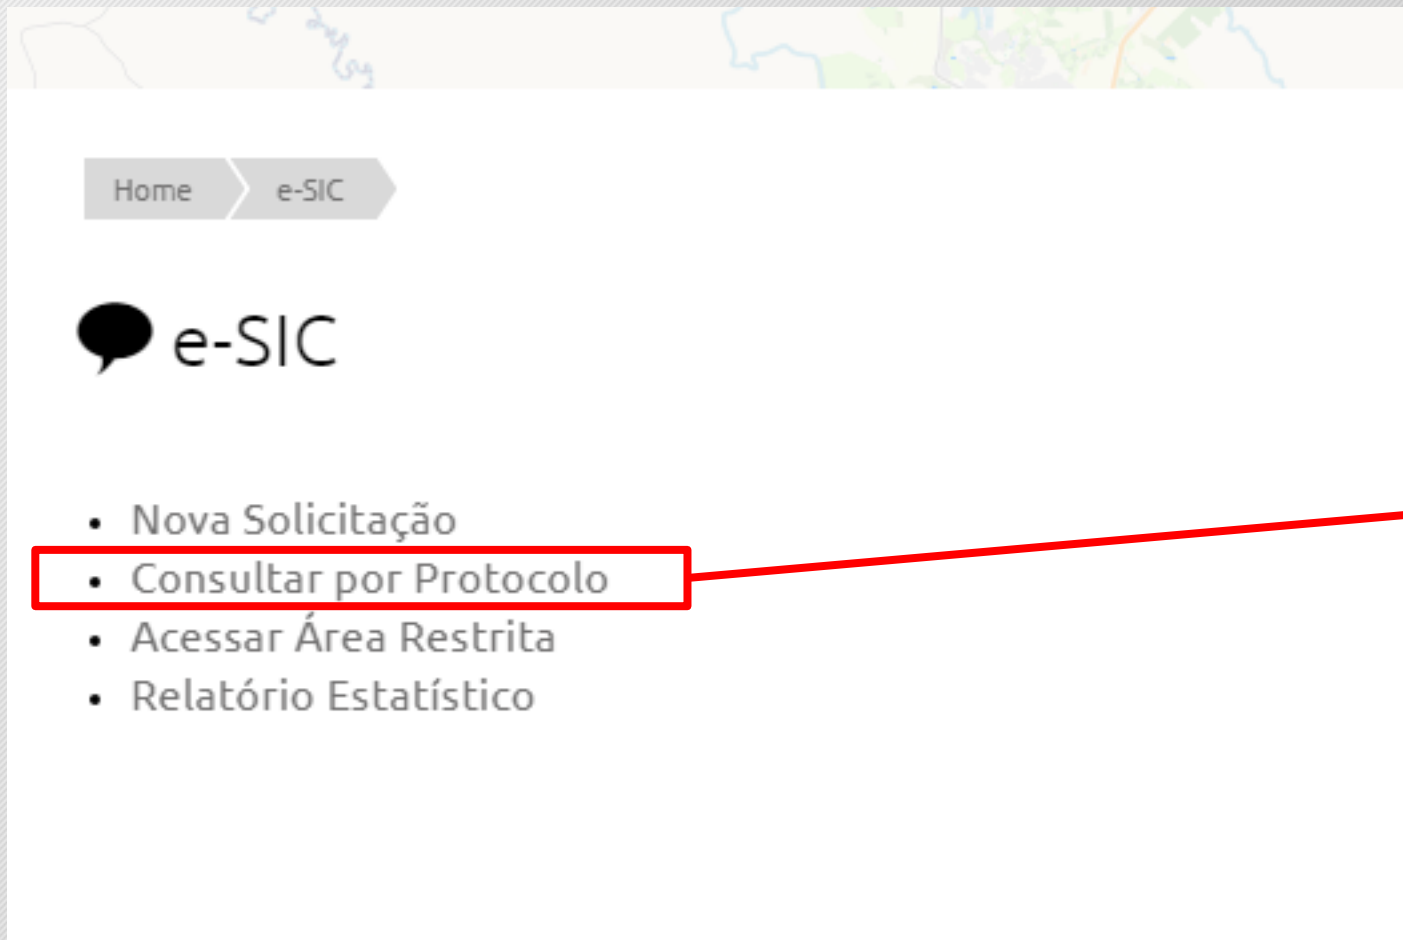 Home e-SIC
e-SIC
Nova Solicitação
Consultar por Protocolo
Acessar Área Restrita
Relatório Estatístico